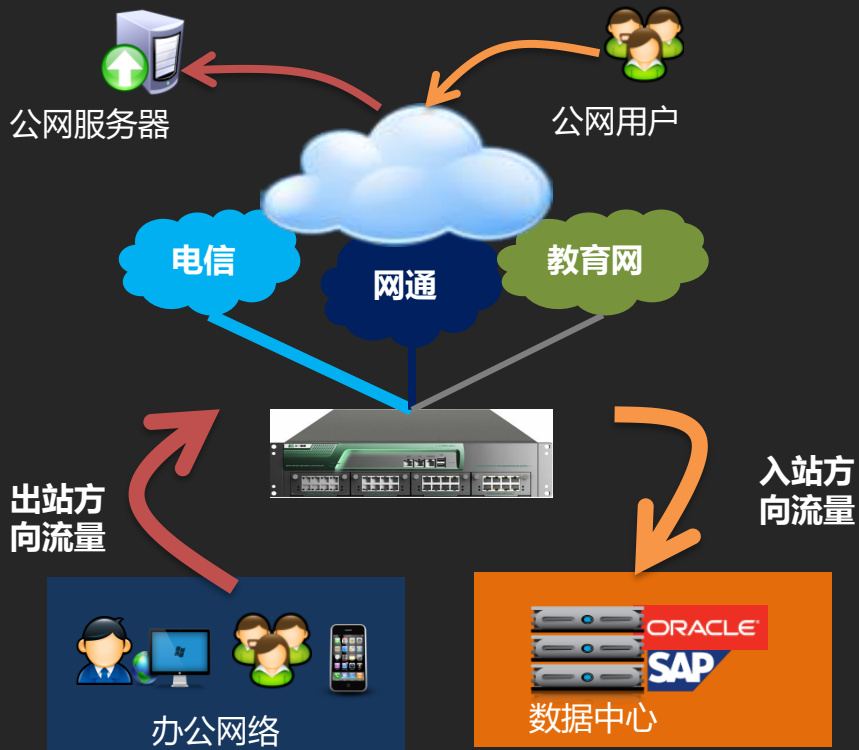 公网服务器
公网用户
电信
网通
教育网
出站方
向流量
入站方
向流量
ORACLE
SAP
办公网络
数据中心